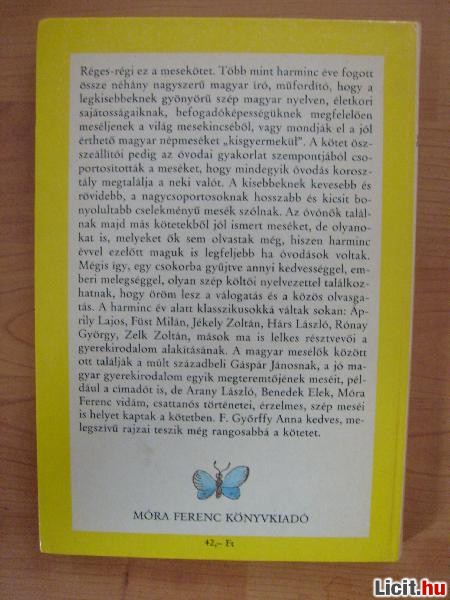 Réges-régi ez a mesekötet. Több mint harminc éve fogott
össze néhány nagyszerű magyar író, műfordító, hogy a
legkisebbeknek gyönyörű szép magyar nyelven, életkori
sajátosságaiknak, befogadóképességüknek megfelelően
meséljenek a világ mesekincséből, vagy mondják el a jól
érthető magyar népmeséket „kisgyermekül". A kötet ösz-
szeállítói pedig az óvodai gyakorlat szempontjából cso-
portosították a meséket, hogy mindegyik óvodás korosz-
tály megtalálja a neki valót. A kisebbeknek kevesebb és
rövidebb, a nagycsoportosoknak hosszabb és kicsit bo-
nyolultabb cselekményű mesék szólnak. Az óvónők talál-
nak majd más kötetekből jól ismert meséket, de olyano-
kat is, melyeket ők sem olvastak még, hiszen harminc
évvel ezelőtt maguk is legfeljebb ha óvodások voltak.
Mégis így, egy csokorba gyűjtve annyi kedvességgel, em-
beri melegséggel, olyan szép költői nyelvezettel találkoz-
hatnak, hogy öröm lesz a válogatás és a közös olvasga-
tás. A harminc év alatt klasszikusokká váltak sokan: Áp-
rily Lajos, Füst Milán, Jékely Zoltán, Hárs László, Rónay
György, Zelk Zoltán, mások ma is lelkes résztvevői a
gyerekirodalom alakításának. A magyar mesélők között
ott találják a múlt századbeli Gáspár Jánosnak, a jó ma-
gyar gyerekirodalom egyik megteremtőjének meséit, pél-
dául a címadót is, de Arany László, Benedek Elek, Móra
Ferenc vidám, csattanós történetei, érzelmes, szép meséi
is helyet kaptak a kötetben. F. Győrffy Anna kedves, me-
legszívű rajzai teszik még rangosabbá a kötetet.
MÓRA FERENC KÖNYVKIADÓ
42,– Ft
Licit.hu